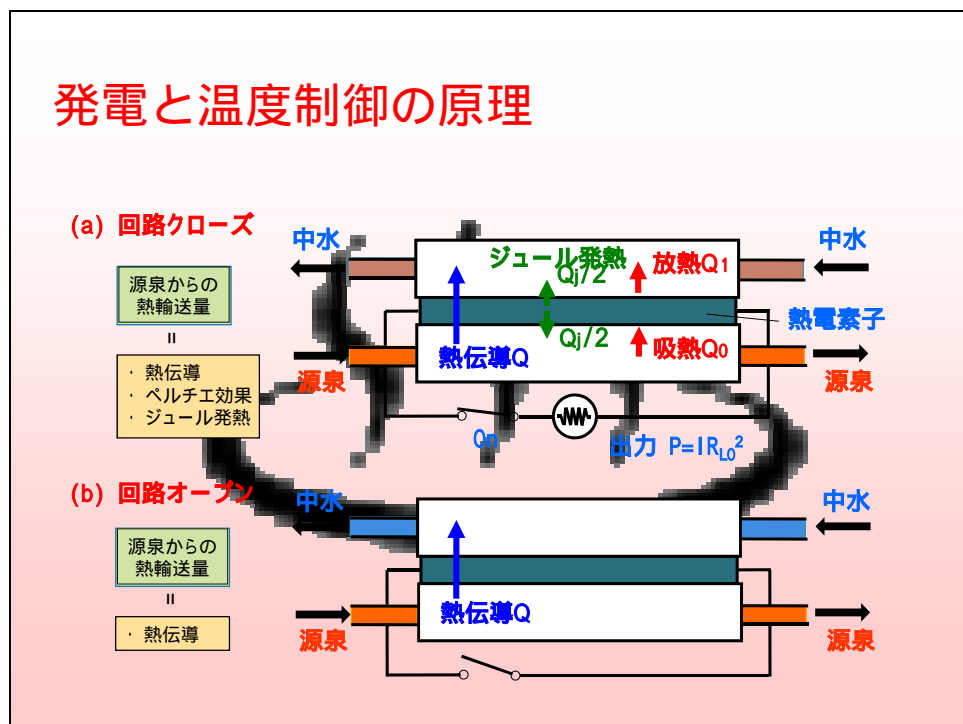 発電と温度制御の原理
(a) 回路クローズ
源泉からの
熱輸送量
=
・熱伝導
・ペルチエ効果
・ジュール発熱
中水
中水
ジュール発熱
Qj/2
放熱Q1
熱電素子
Qj/2
吸熱Q0
熱伝導Q
源泉
源泉
Qn
出力 P=IRL0²
(b) 回路オープン
源泉からの
熱輸送量
=
・熱伝導
中水
中水
熱伝導Q
源泉
源泉